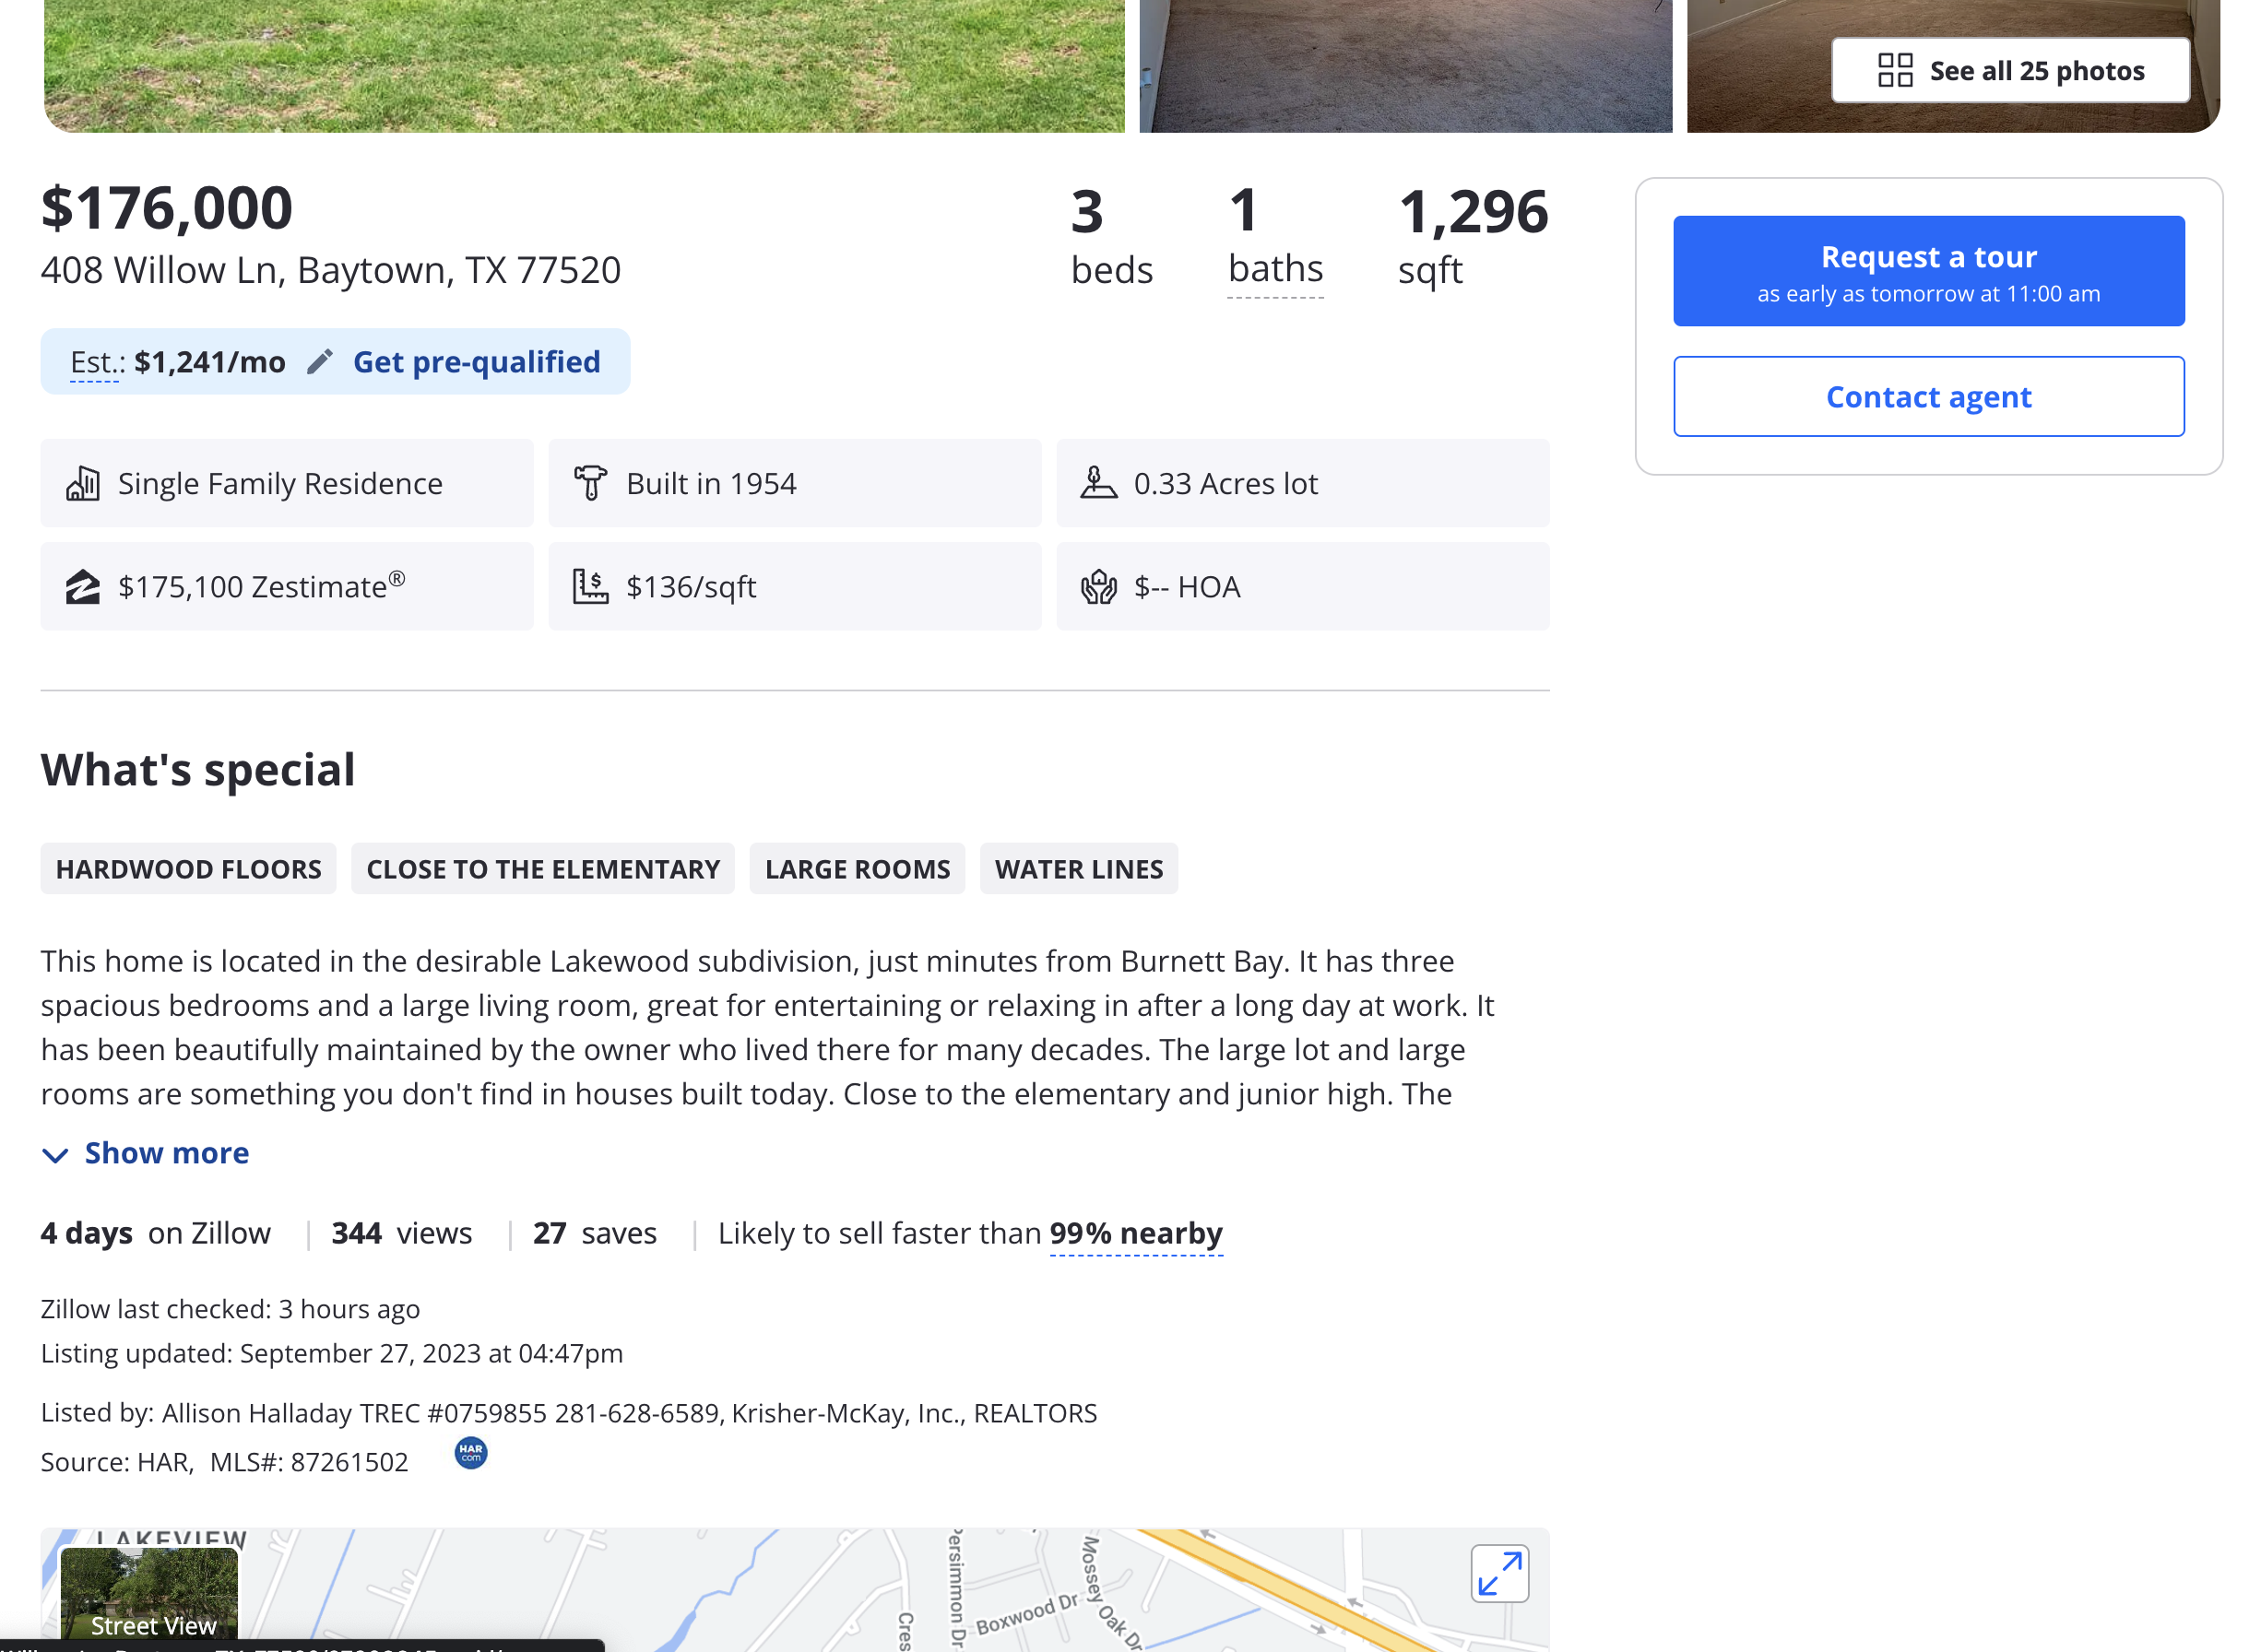 See all 25 photos
$176,000
408 Willow Ln, Baytown, TX 77520
3 beds
1 baths
1,296 sqft
Request a tour
as early as tomorrow at 11:00 am
Contact agent
Est.: $1,241/mo Get pre-qualified
Single Family Residence
Built in 1954
0.33 Acres lot
$175,100 Zestimate®
$136/sqft
$-- HOA
What's special
HARDWOOD FLOORS CLOSE TO THE ELEMENTARY LARGE ROOMS WATER LINES
This home is located in the desirable Lakewood subdivision, just minutes from Burnett Bay. It has three
spacious bedrooms and a large living room, great for entertaining or relaxing in after a long day at work. It
has been beautifully maintained by the owner who lived there for many decades. The large lot and large
rooms are something you don't find in houses built today. Close to the elementary and junior high. The
Show more
4 days on Zillow | 344 views | 27 saves | Likely to sell faster than 99% nearby
Zillow last checked: 3 hours ago
Listing updated: September 27, 2023 at 04:47pm
Listed by: Allison Halladay TREC #0759855 281-628-6589, Krisher-McKay, Inc., REALTORS
Source: HAR, MLS#: 87261502
HAR
com
LAKEVIEW
Persimmon Dr
Mossey Oak Dr
Boxwood Dr
Cres
Street View